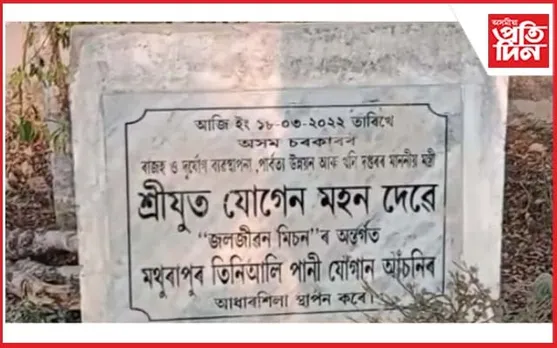 অসমীয়া
প্রতি
দিন
আজি ইং ১৮-০৩-২০২২ তাৰিখে
অসম চৰকাৰৰ
ৰাজহ ও দুৰ্যোগ ব্যৱস্থাপনা, পাৰ্বত্য উন্নয়ন আৰু খনি দপ্তৰৰ মাননীয় মন্ত্ৰী
শ্ৰীযুত যোগেন মহন দেৱে
“জলজীৱন মিচন”ৰ অন্তৰ্গত
মথুৰাপুৰ তিনিআলি পানী যোগান আঁচনিৰ
আধাৰশিলা স্থাপন কৰে।